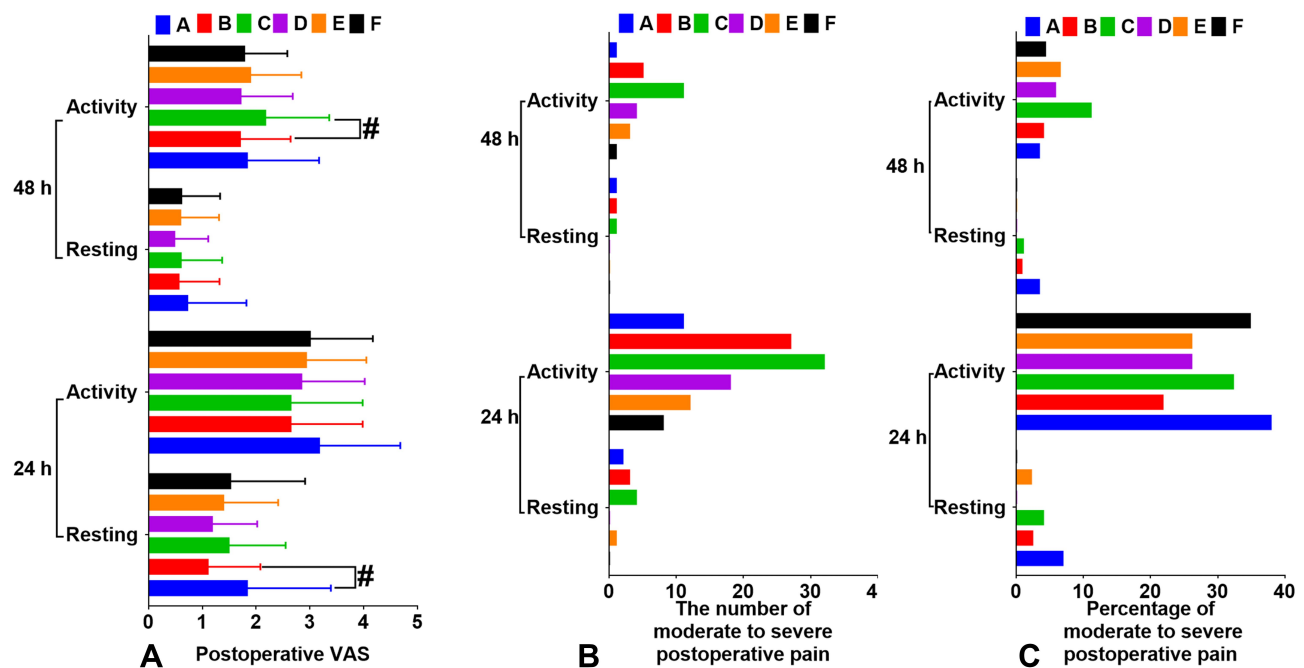 A B C D E F
Activity
#
48 h
Resting
Activity
24 h
Resting
#
0 1 2 3 4 5
Postoperative VAS
A
A B C D E F
Activity
48 h
Resting
Activity
24 h
Resting
0 10 20 30 4
The number of
moderate to severe
postoperative pain
B
A B C D E F
Activity
48 h
Resting
Activity
24 h
Resting
0 10 20 30 40
Percentage of
moderate to severe
postoperative pain
C